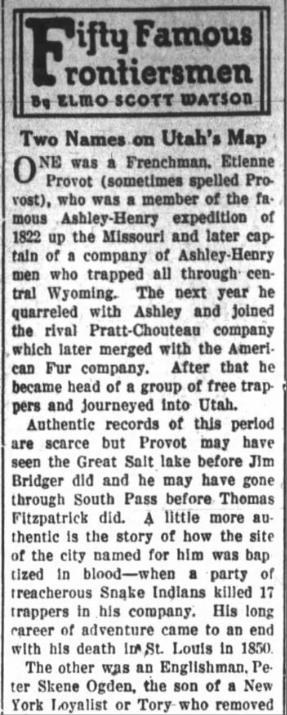 Fifty Famous
Frontiersmen
By ELMO SCOTT WATSON
Two Names on Utah's Map
ONE was a Frenchman, Etienne
Provot (sometimes spelled Pro-
vost), who was a member of the fa-
mous Ashley-Henry expedition of
1822 up the Missouri and later cap-
tain of a company of Ashley-Henry
men who trapped all through cen-
tral Wyoming. The next year he
quarreled with Ashley and joined
the rival Pratt-Chouteau company
which later merged with the Ameri-
can Fur company. After that he
became head of a group of free trap-
pers and journeyed into Utah.
Authentic records of this period
are scarce but Provot may have
seen the Great Salt lake before Jim
Bridger did and he may have gone
through South Pass before Thomas
Fitzpatrick did. A little more au-
thentic is the story of how the site
of the city named for him was bap
tized in blood—when a party of
treacherous Snake Indians killed 17
trappers in his company. His long
career of adventure came to an end
with his death in St. Louis in 1850.
The other was an Englishman, Pe-
ter Skene Ogden, the son of a New
York Loyalist or Tory who removed